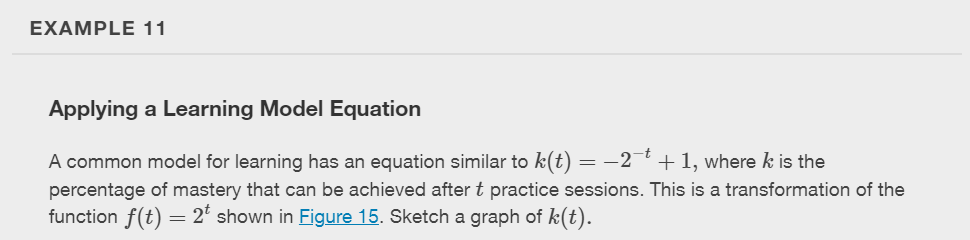 EXAMPLE 11
Applying a Learning Model Equation
A common model for learning has an equation similar to k(t) = −2⁻ᵗ + 1, where k is the
percentage of mastery that can be achieved after t practice sessions. This is a transformation of the
function f(t) = 2ᵗ shown in Figure 15. Sketch a graph of k(t).